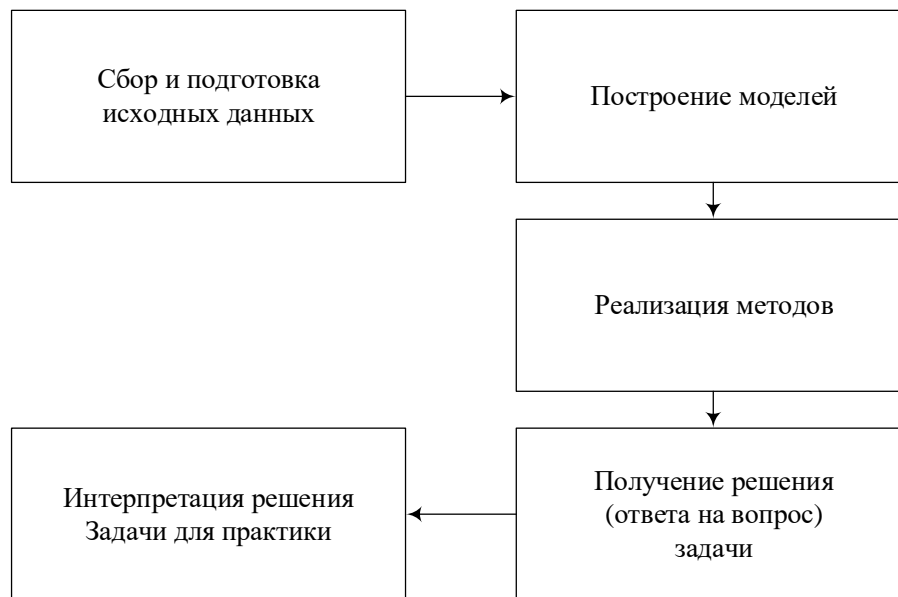 Сбор и подготовка
исходных данных
Построение моделей
Реализация методов
Получение решения
(ответа на вопрос)
задачи
Интерпретация решения
Задачи для практики